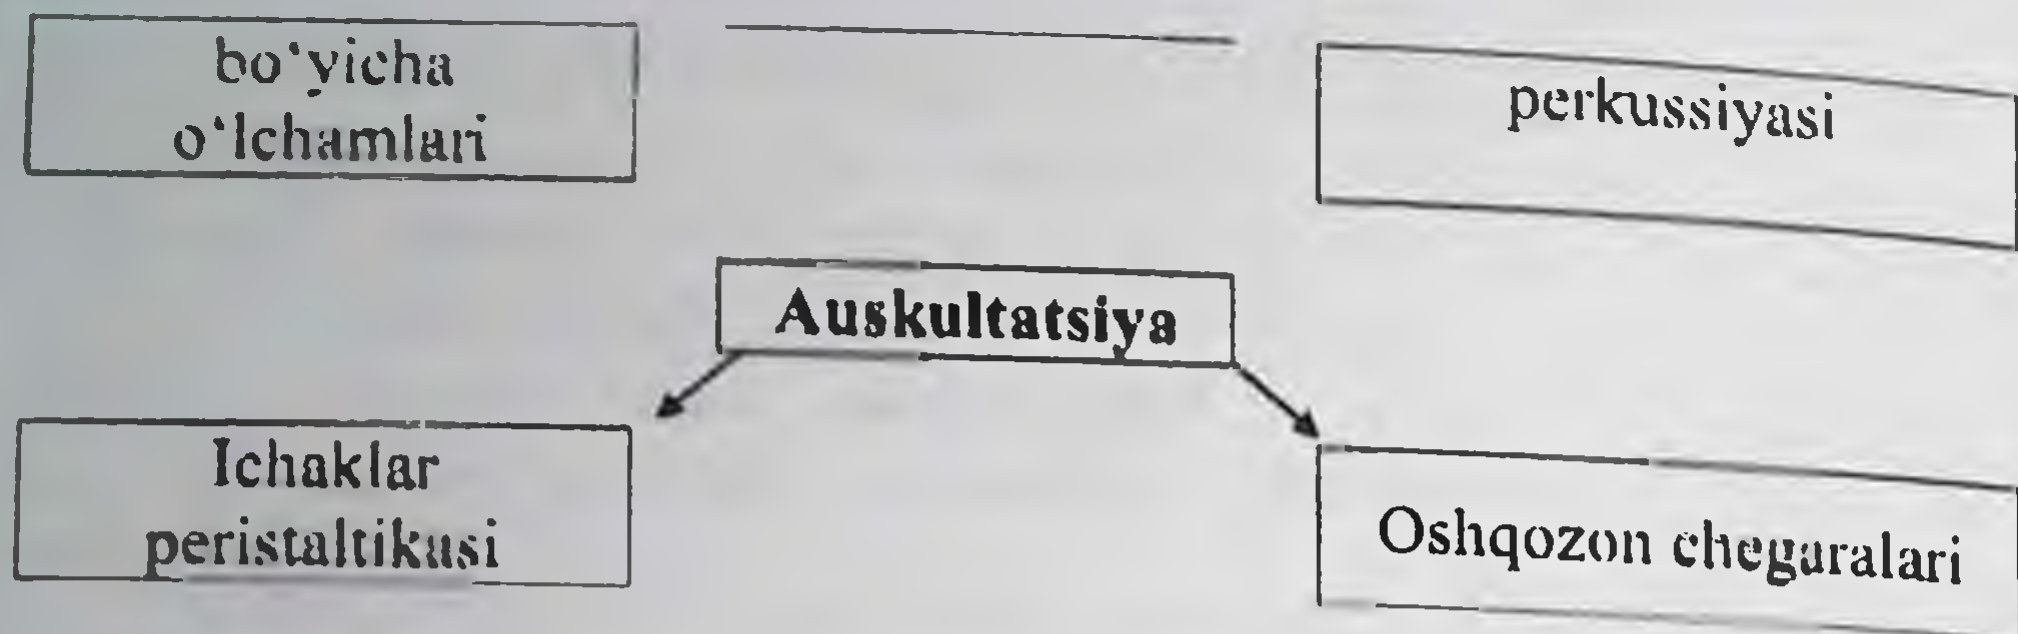 bo‘yicha
o‘lchamlari
perkussiyasi
Auskultatsiya
Ichaklar
peristaltikasi
Oshqozon chegaralari